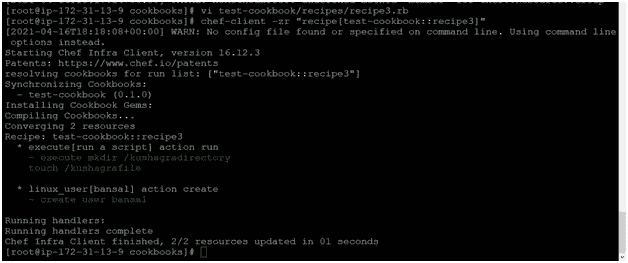 [root@ip-172-31-13-9 cookbooks]# vi test-cookbook/recipes/recipe3.rb
[root@ip-172-31-13-9 cookbooks]# chef-client -zr "recipe[test-cookbook::recipe3]"
[2021-04-16T18:18:08+00:00] WARN: No config file found or specified on command line. Using command line
options instead.
Starting Chef Infra Client, version 16.12.3
Patents: https://www.chef.io/patents
resolving cookbooks for run list: ["test-cookbook::recipe3"]
Synchronizing Cookbooks:
- test-cookbook (0.1.0)
Installing Cookbook Gems:
Compiling Cookbooks...
Converging 2 resources
Recipe: test-cookbook::recipe3
* execute[run a script] action run
- execute mkdir /kushagradirectory
touch /kushagrafile
* linux_user[bansal] action create
- create user bansal
Running handlers:
Running handlers complete
Chef Infra Client finished, 2/2 resources updated in 01 seconds
[root@ip-172-31-13-9 cookbooks]#